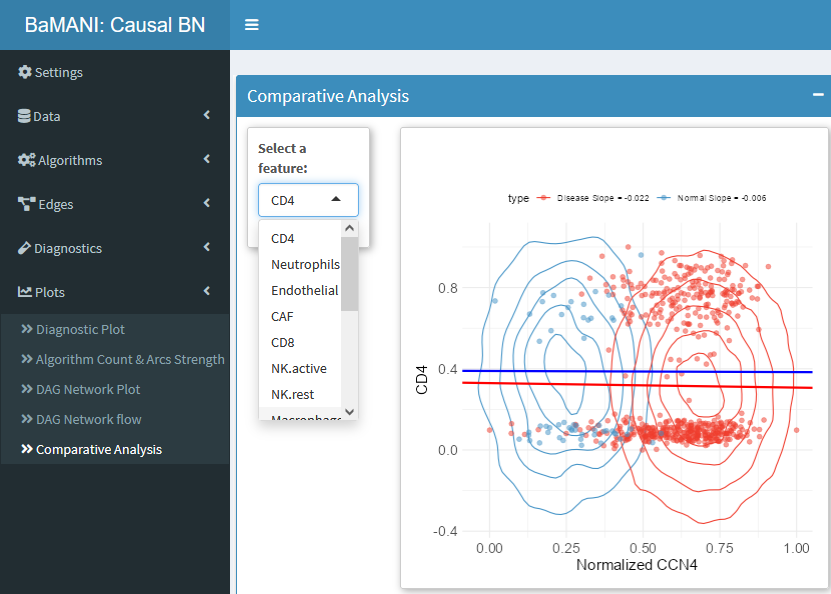 BaMANI: Causal BN
Settings
Data
Algorithms
Edges
Diagnostics
Plots
Diagnostic Plot
Algorithm Count & Arcs Strength
DAG Network Plot
DAG Network flow
Comparative Analysis
Comparative Analysis
Select a
feature:
CD4
CD4
Neutrophils
Endothelial
CAF
CD8
NK.active
NK.rest
type Disease Slope = -0.022 Normal Slope = -0.006
CD4
0.8
0.4
0.0
-0.4
0.00 0.25 0.50 0.75 1.00
Normalized CCN4